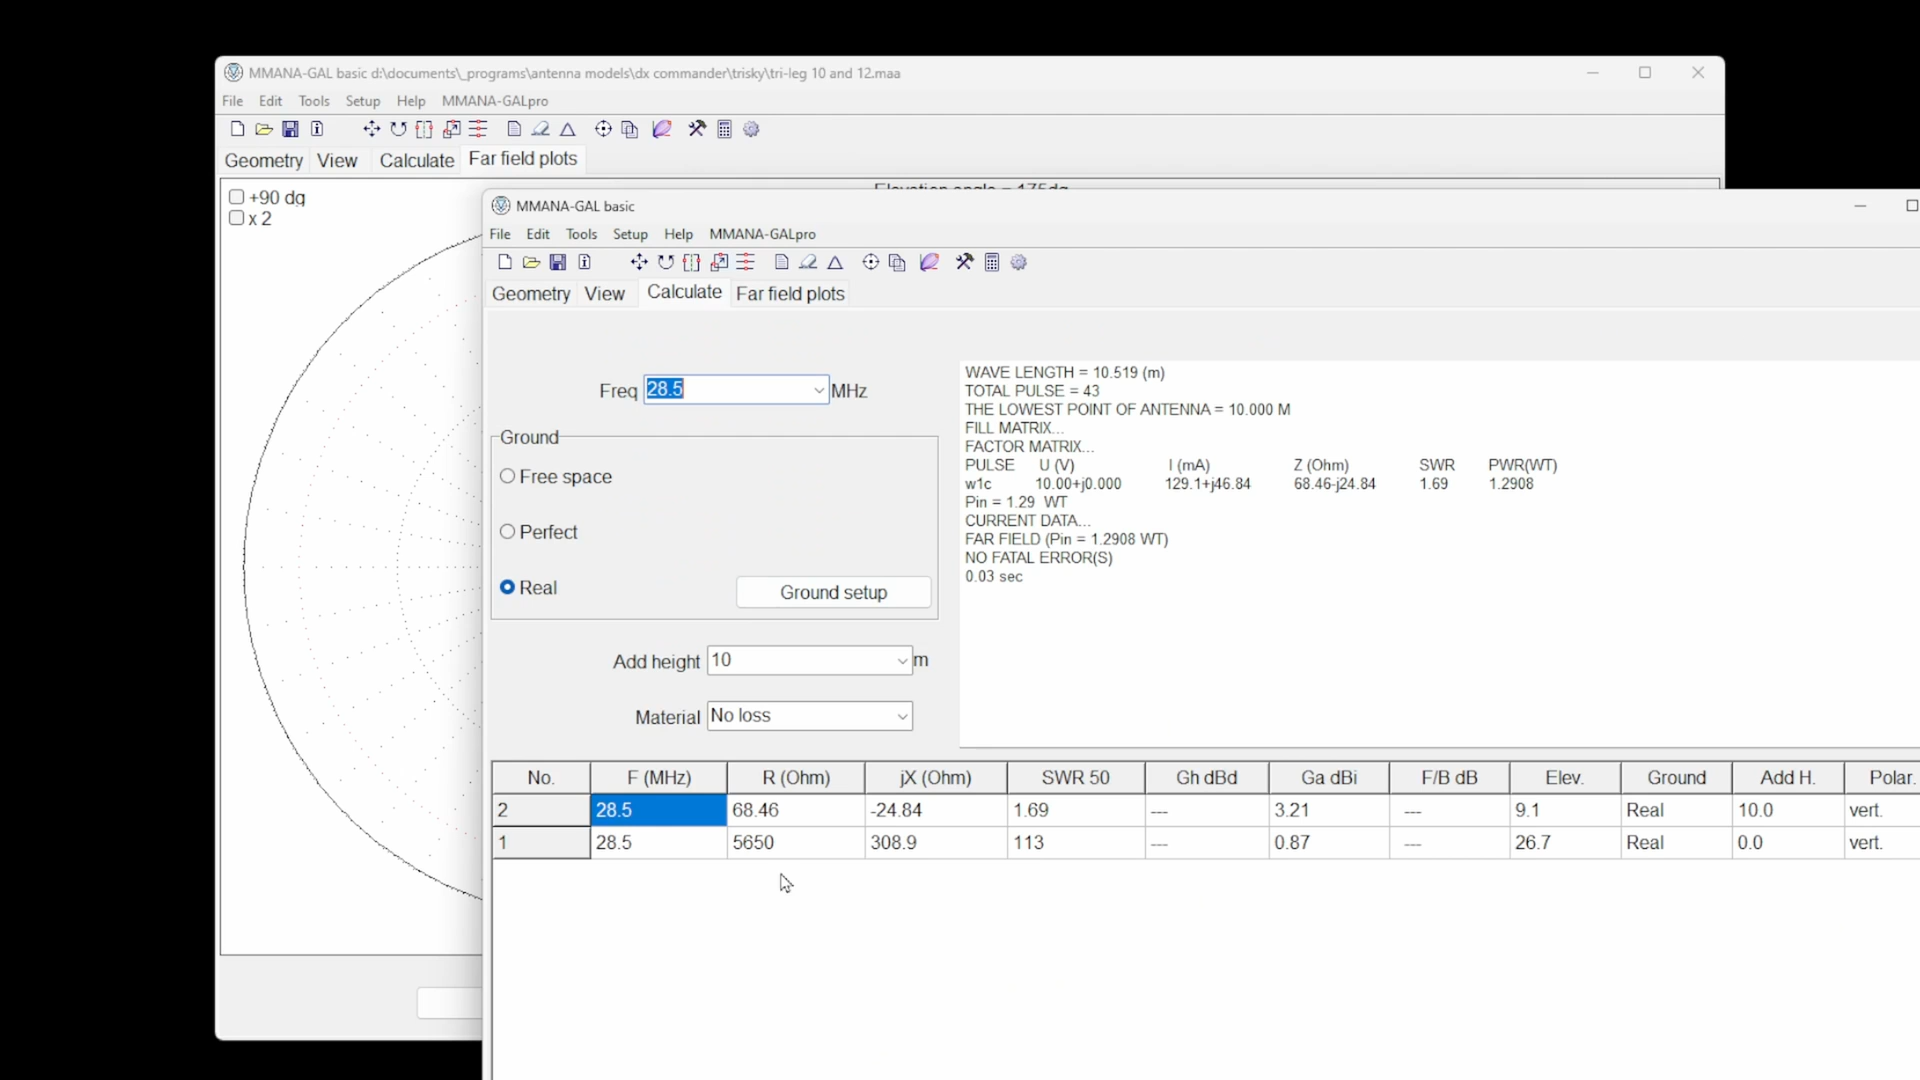 MMANA-GAL basic d:\documents\_programs\antenna models\dx commander\trisky\tri-leg 10 and 12.maa
File Edit Tools Setup Help MMANA-GALpro
Geometry View Calculate Far field plots
+90 dg
x 2
MMANA-GAL basic
File Edit Tools Setup Help MMANA-GALpro
Geometry View Calculate Far field plots
Freq 28.5 MHz
Ground
Free space
Perfect
Real
Ground setup
Add height 10 m
Material No loss
WAVE LENGTH = 10.519 (m)
TOTAL PULSE = 43
THE LOWEST POINT OF ANTENNA = 10.000 M
FILL MATRIX...
FACTOR MATRIX...
PULSE U (V) I (mA) Z (Ohm) SWR PWR(WT)
w1c 10.00+j0.000 129.1+j46.84 68.46-j24.84 1.69 1.2908
Pin = 1.29 WT
CURRENT DATA...
FAR FIELD (Pin = 1.2908 WT)
NO FATAL ERROR(S)
0.03 sec
No. F (MHz) R (Ohm) jX (Ohm) SWR 50 Gh dBd Ga dBi F/B dB Elev. Ground Add H. Polar.
2 28.5 68.46 -24.84 1.69 --- 3.21 --- 9.1 Real 10.0 vert.
1 28.5 5650 308.9 113 --- 0.87 --- 26.7 Real 0.0 vert.